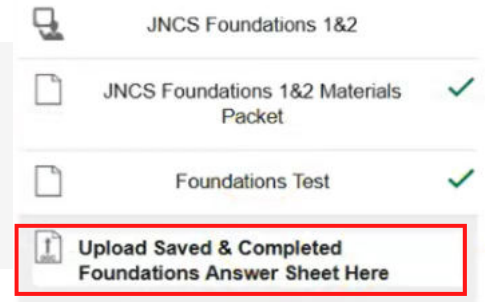 JNCS Foundations 1&2
JNCS Foundations 1&2 Materials
Packet
Foundations Test
Upload Saved & Completed
Foundations Answer Sheet Here